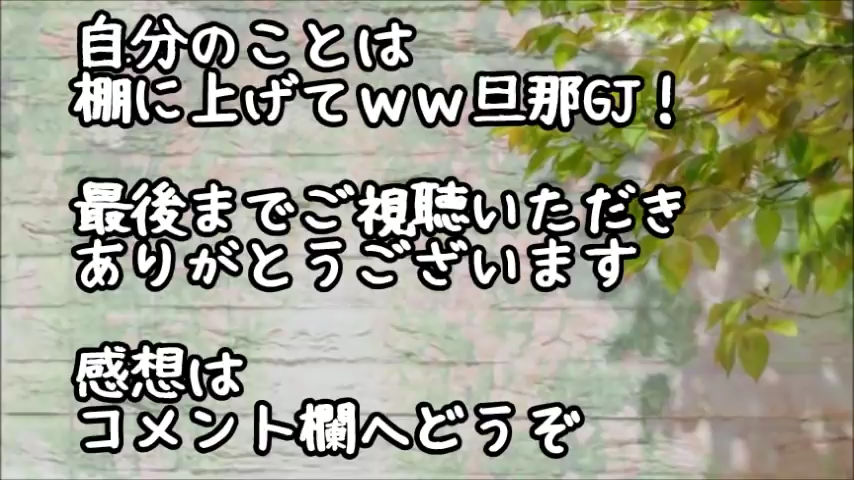 自分のことは
棚に上げてｗｗ旦那GJ！
最後までご視聴いただき
ありがとうございます
感想は
コメント欄へどうぞ